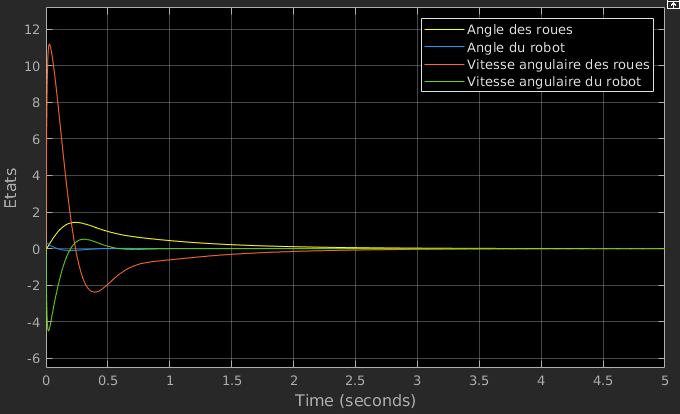 Angle des roues
Angle du robot
Vitesse angulaire des roues
Vitesse angulaire du robot
12
10
8
6
4
2
0
-2
-4
-6
Etats
0 0.5 1 1.5 2 2.5 3 3.5 4 4.5 5
Time (seconds)